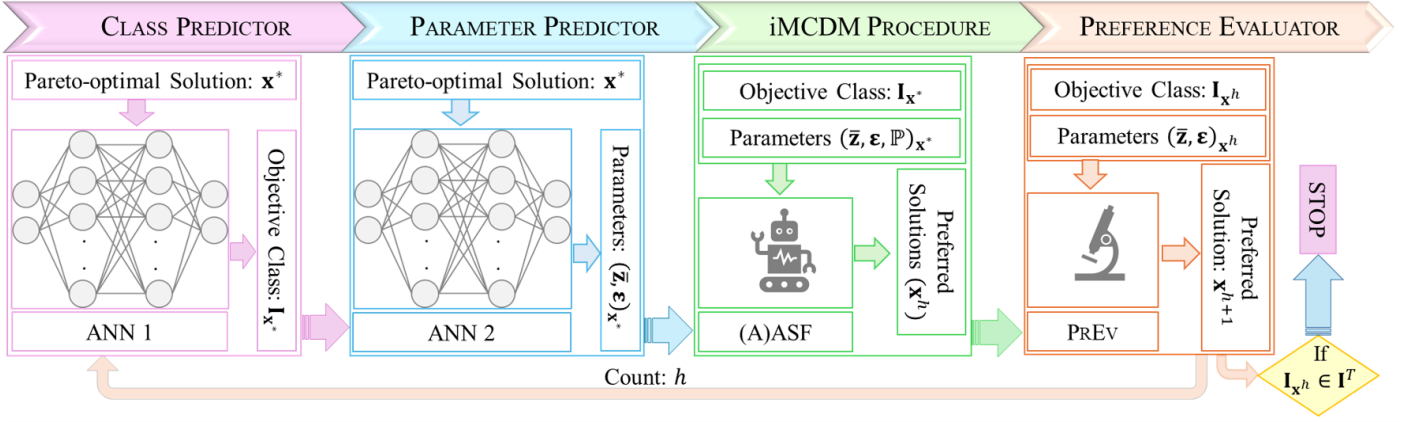 CLASS PREDICTOR
PARAMETER PREDICTOR
iMCDM PROCEDURE
PREFERENCE EVALUATOR
Pareto-optimal Solution: x*
ANN 1
Objective Class: I_x*
Pareto-optimal Solution: x*
ANN 2
Parameters: (z̄, ε)_x*
Objective Class: I_x*
Parameters (z̄, ε, ℙ)_x*
(A)ASF
Preferred
Solutions (x^h)
Objective Class: I_x^h
Parameters (z̄, ε)_x^h
PREV
Preferred
Solution: x^h+1
STOP
If
I_x^h ∈ I^T
Count: h